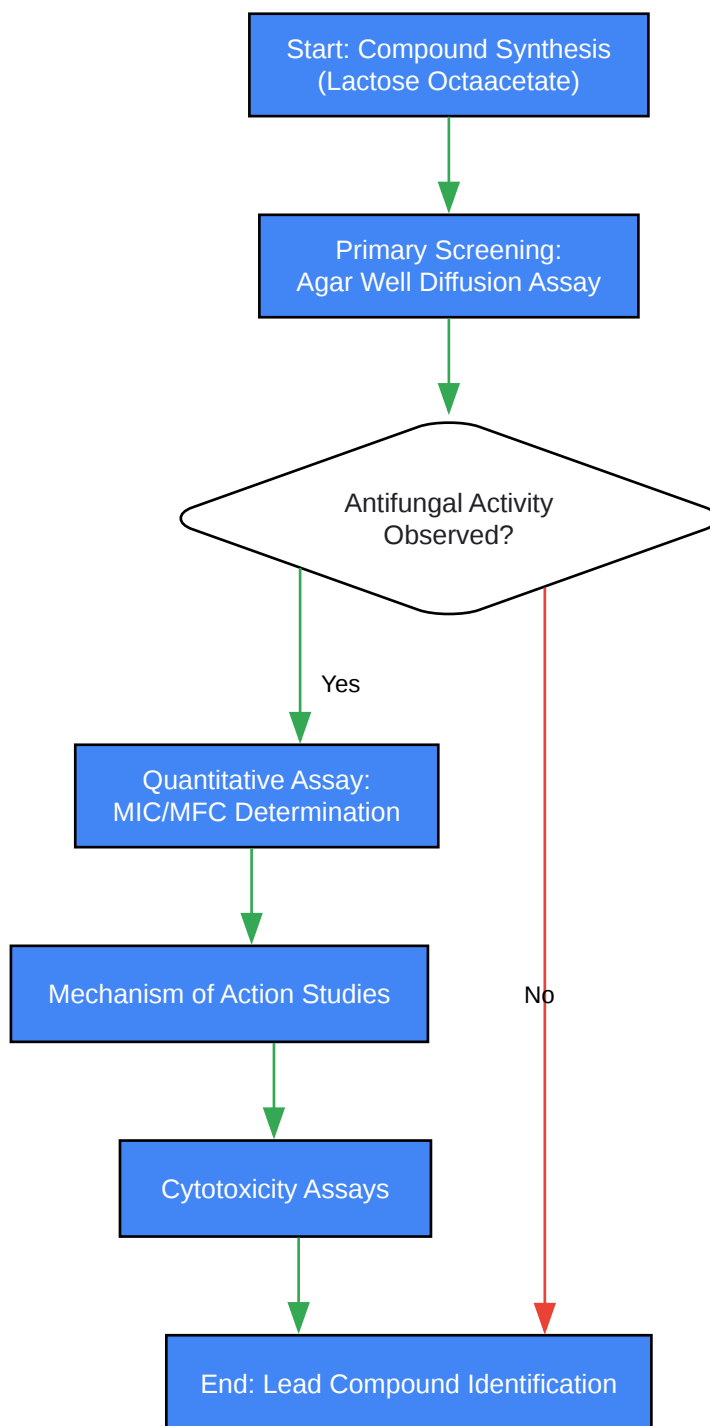 Start: Compound Synthesis
(Lactose Octaacetate)
Primary Screening:
Agar Well Diffusion Assay
Antifungal Activity
Observed?
Yes
Quantitative Assay:
MIC/MFC Determination
Mechanism of Action Studies
No
Cytotoxicity Assays
End: Lead Compound Identification